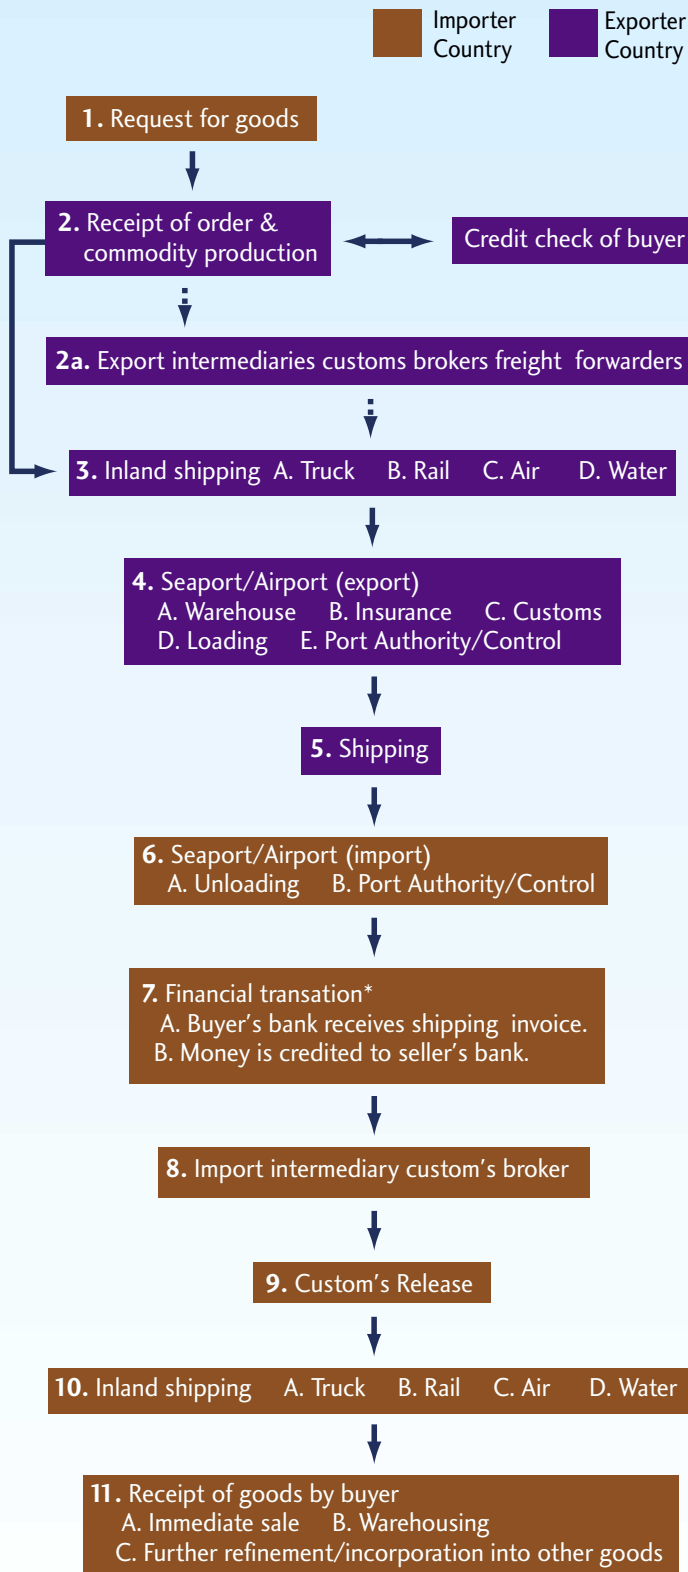 Importer
Country
Exporter
Country
1. Request for goods
2. Receipt of order &
commodity production
Credit check of buyer
2a. Export intermediaries customs brokers freight forwarders
3. Inland shipping A. Truck B. Rail C. Air D. Water
4. Seaport/Airport (export)
A. Warehouse B. Insurance C. Customs
D. Loading E. Port Authority/Control
5. Shipping
6. Seaport/Airport (import)
A. Unloading B. Port Authority/Control
7. Financial transation*
A. Buyer's bank receives shipping invoice.
B. Money is credited to seller's bank.
8. Import intermediary custom's broker
9. Custom's Release
10. Inland shipping A. Truck B. Rail C. Air D. Water
11. Receipt of goods by buyer
A. Immediate sale B. Warehousing
C. Further refinement/incorporation into other goods